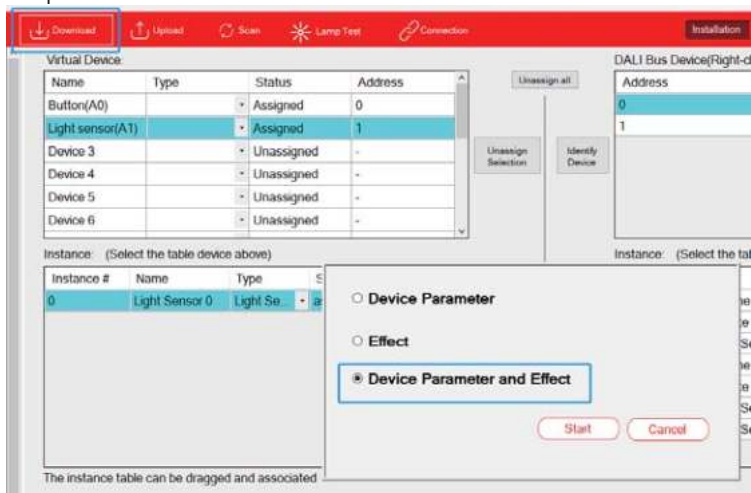 Download Upload Scan Lamp Test Connection Installation
Virtual Device: DALI Bus Device(Right-c
Name Type Status Address Unassign all Address
Button(A0) Assigned 0 0
Light sensor(A1) Assigned 1 1
Device 3 Unassigned - Unassign Selection Identify Device
Device 4 Unassigned -
Device 5 Unassigned -
Device 6 Unassigned -
Instance: (Select the table device above) Instance: (Select the tal
Instance # Name Type S
0 Light Sensor 0 Light Se...
Device Parameter
Effect
Device Parameter and Effect
Start Cancel
The instance table can be dragged and associated